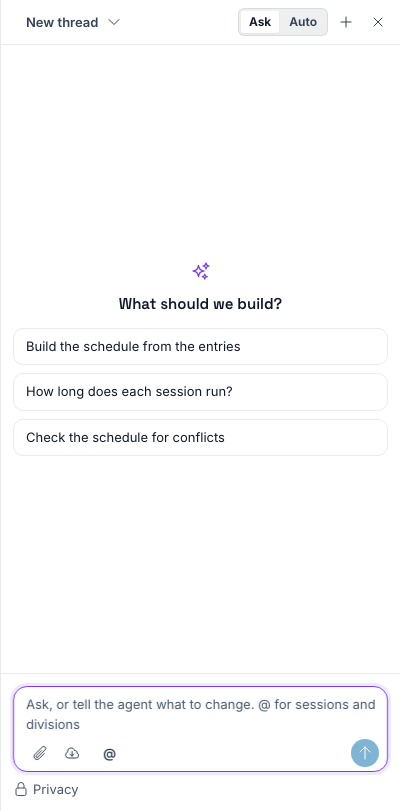 New thread
Ask Auto
What should we build?
Build the schedule from the entries
How long does each session run?
Check the schedule for conflicts
Ask, or tell the agent what to change. @ for sessions and
divisions
@
Privacy